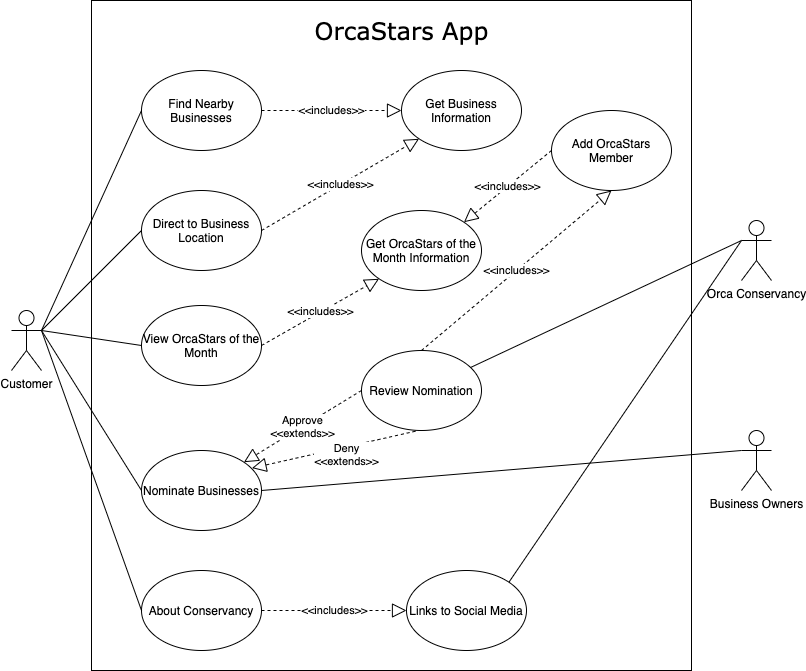 OrcaStars App
Find Nearby
Businesses
<<includes>>
Get Business
Information
Add OrcaStars
Member
<<includes>>
<<includes>>
Direct to Business
Location
Get OrcaStars of the
Month Information
<<includes>>
Orca Conservancy
<<includes>>
View OrcaStars of the
Month
Customer
Review Nomination
Approve
<<extends>>
Deny
<<extends>>
Nominate Businesses
Business Owners
About Conservancy
<<includes>>
Links to Social Media